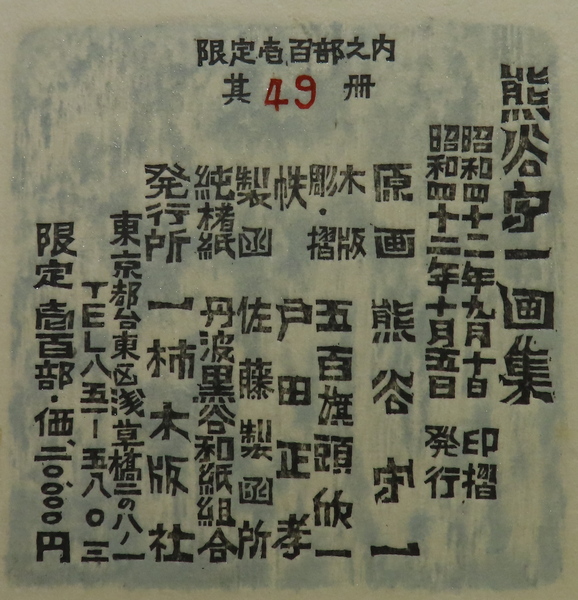 限定壱百部之内
其 49 册
熊谷守一画集
昭和四十二年九月十日 印摺
昭和四十二年十月五日 発行
原画 熊谷守一
木版
彫・摺 五百旗頭欣一
帙 戸田正孝
製函 佐藤製函所
純楮紙 丹波黒谷和紙組合
発行所 一柿木版社
東京都台東区浅草橋二の八ノ一
TEL八五一ー五八〇三
限定壱百部・価、二〇、〇〇〇円